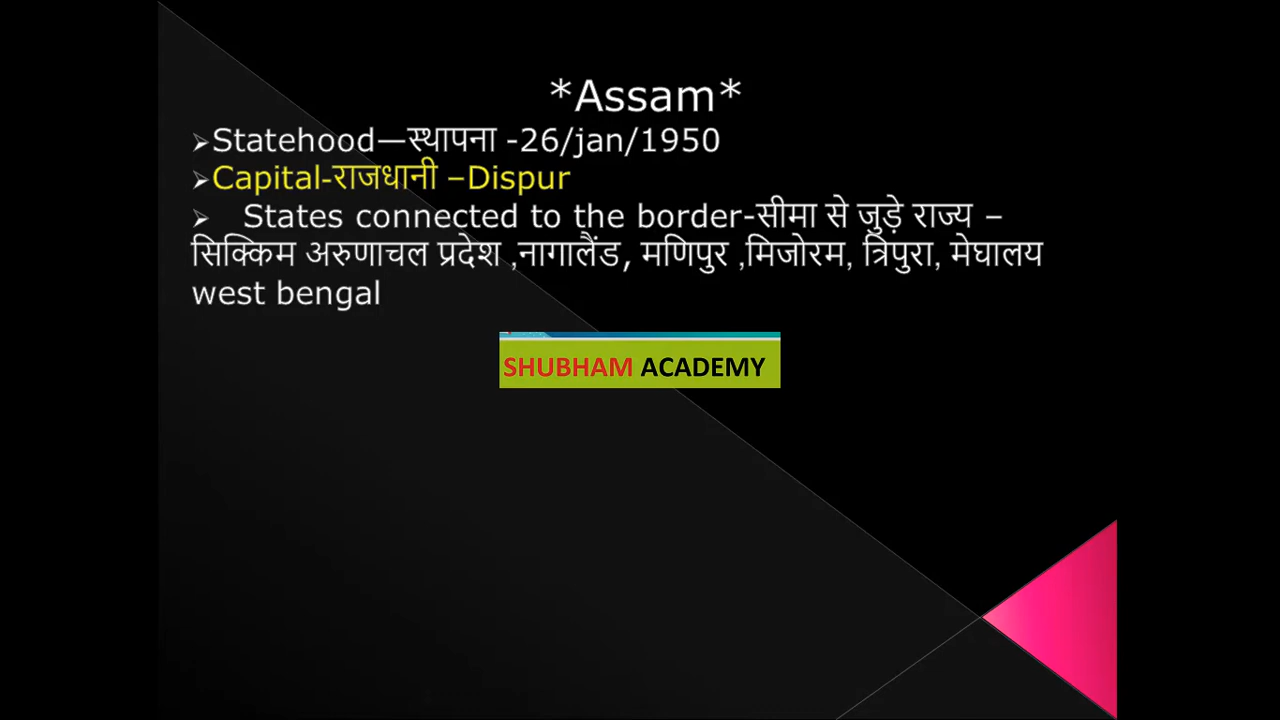 *Assam*
➢Statehood—स्थापना -26/jan/1950
➢Capital-राजधानी –Dispur
➢ States connected to the border-सीमा से जुड़े राज्य –
सिक्किम अरुणाचल प्रदेश ,नागालैंड, मणिपुर ,मिजोरम, त्रिपुरा, मेघालय
west bengal
SHUBHAM ACADEMY